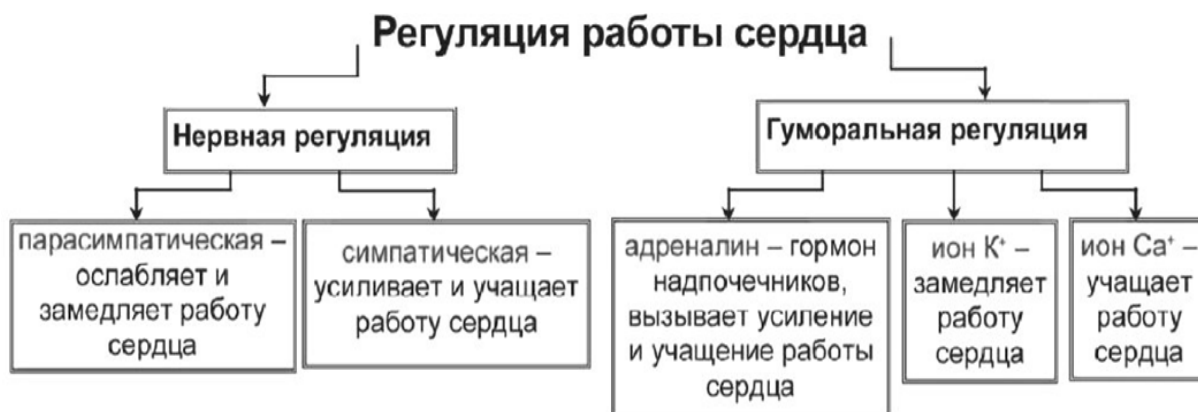 Регуляция работы сердца
Нервная регуляция
Гуморальная регуляция
парасимпатическая –
ослабляет и
замедляет работу
сердца
симпатическая –
усиливает и учащает
работу сердца
адреналин – гормон
надпочечников,
вызывает усиление
и учащение работы
сердца
ион К⁺ –
замедляет
работу
сердца
ион Са⁺ –
учащает
работу
сердца